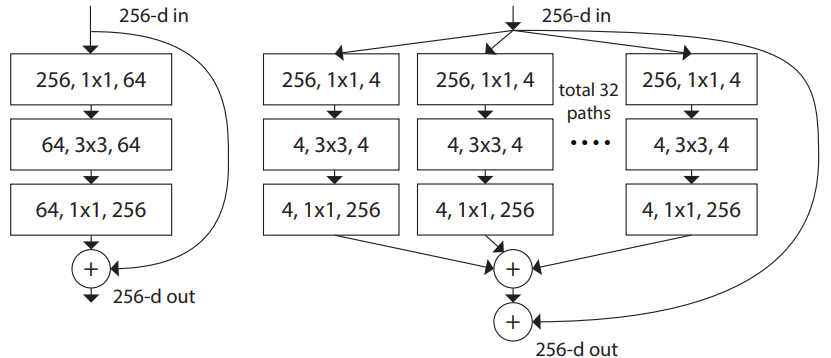 256-d in
256, 1x1, 64
64, 3x3, 64
64, 1x1, 256
+
256-d out
256-d in
256, 1x1, 4
256, 1x1, 4
total 32
paths
....
256, 1x1, 4
4, 3x3, 4
4, 3x3, 4
4, 3x3, 4
4, 1x1, 256
4, 1x1, 256
4, 1x1, 256
+
+
256-d out